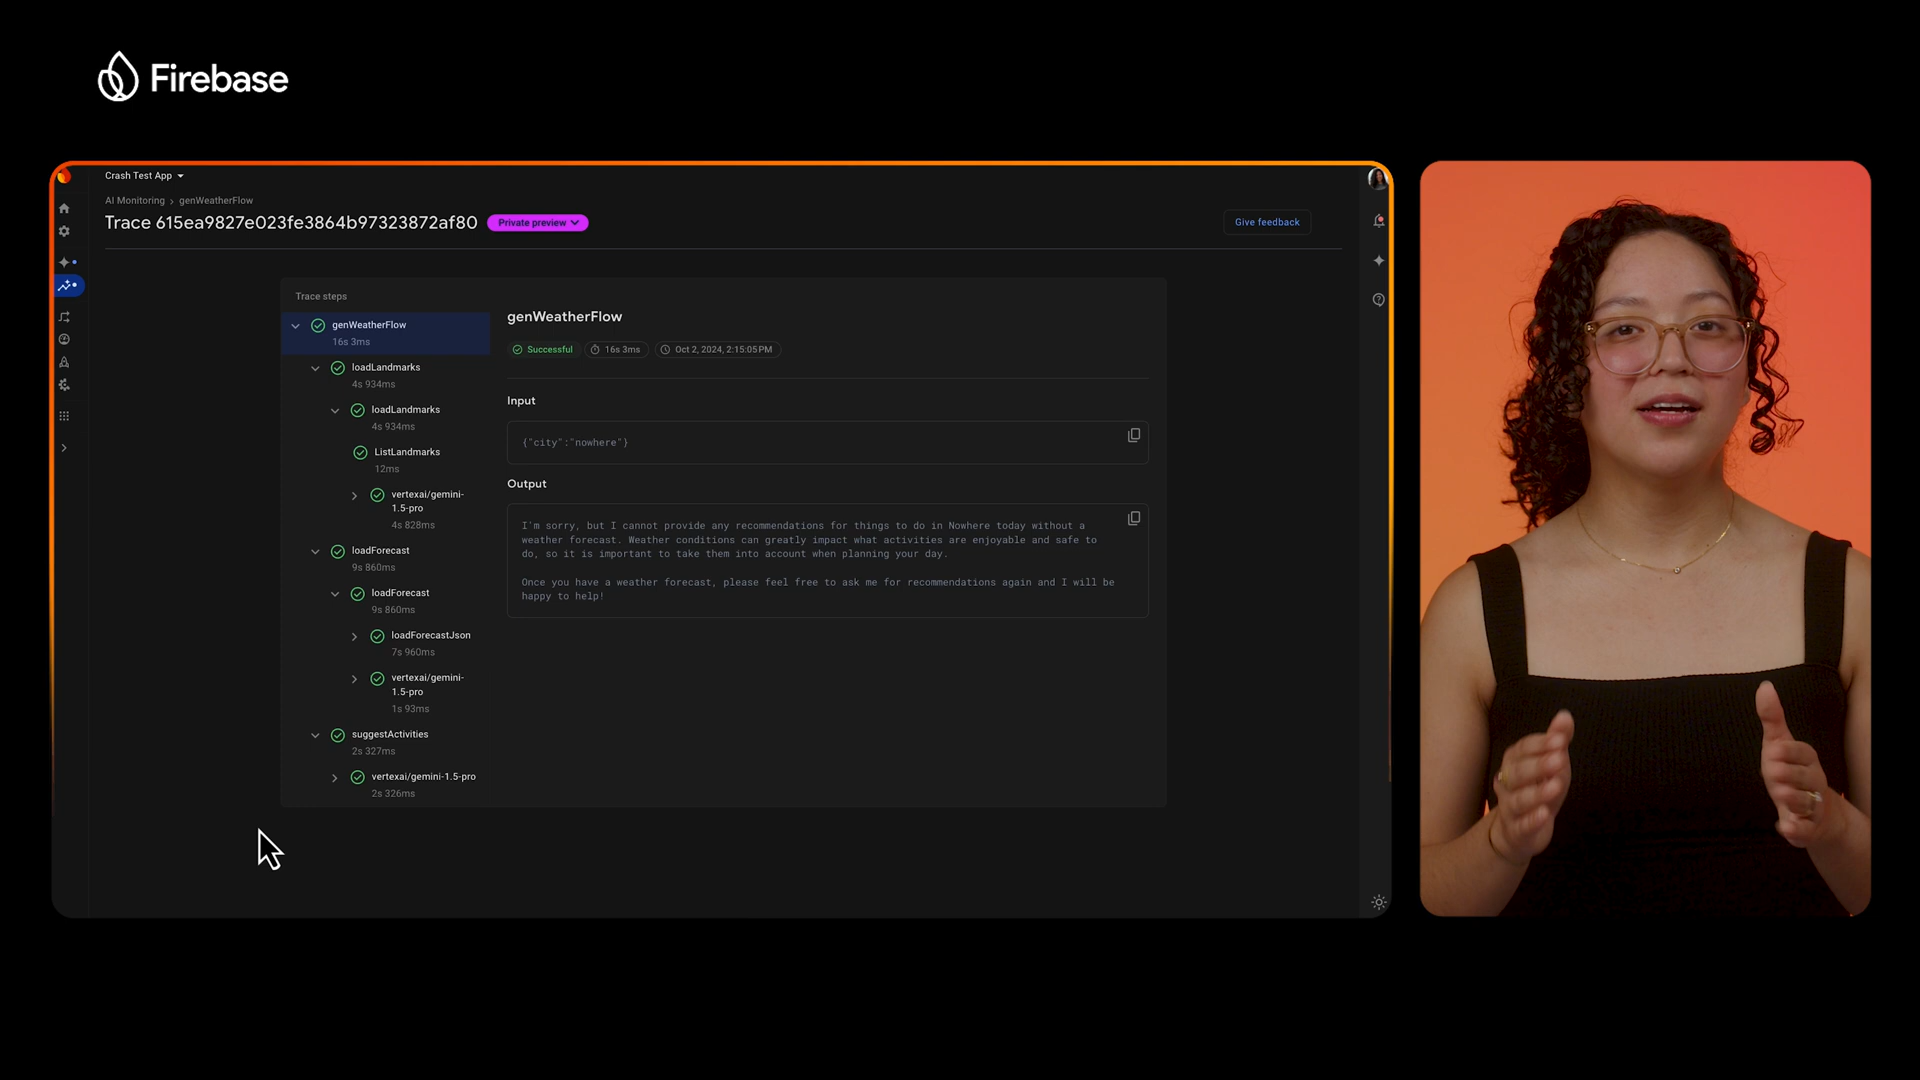 Firebase
Crash Test App
AI Monitoring › genWeatherFlow
Trace 615ea9827e023fe3864b97323872af80
Private preview
Give feedback
Trace steps
genWeatherFlow
16s 3ms
loadLandmarks
4s 934ms
loadLandmarks
4s 934ms
ListLandmarks
12ms
vertexai/gemini-
1.5-pro
4s 828ms
loadForecast
9s 860ms
loadForecast
9s 860ms
loadForecastJson
7s 960ms
vertexai/gemini-
1.5-pro
1s 93ms
suggestActivities
2s 327ms
vertexai/gemini-1.5-pro
2s 326ms
genWeatherFlow
Successful
16s 3ms
Oct 2, 2024, 2:15:05 PM
Input
{"city":"nowhere"}
Output
I'm sorry, but I cannot provide any recommendations for things to do in Nowhere today without a
weather forecast. Weather conditions can greatly impact what activities are enjoyable and safe to
do, so it is important to take them into account when planning your day.
Once you have a weather forecast, please feel free to ask me for recommendations again and I will be
happy to help!